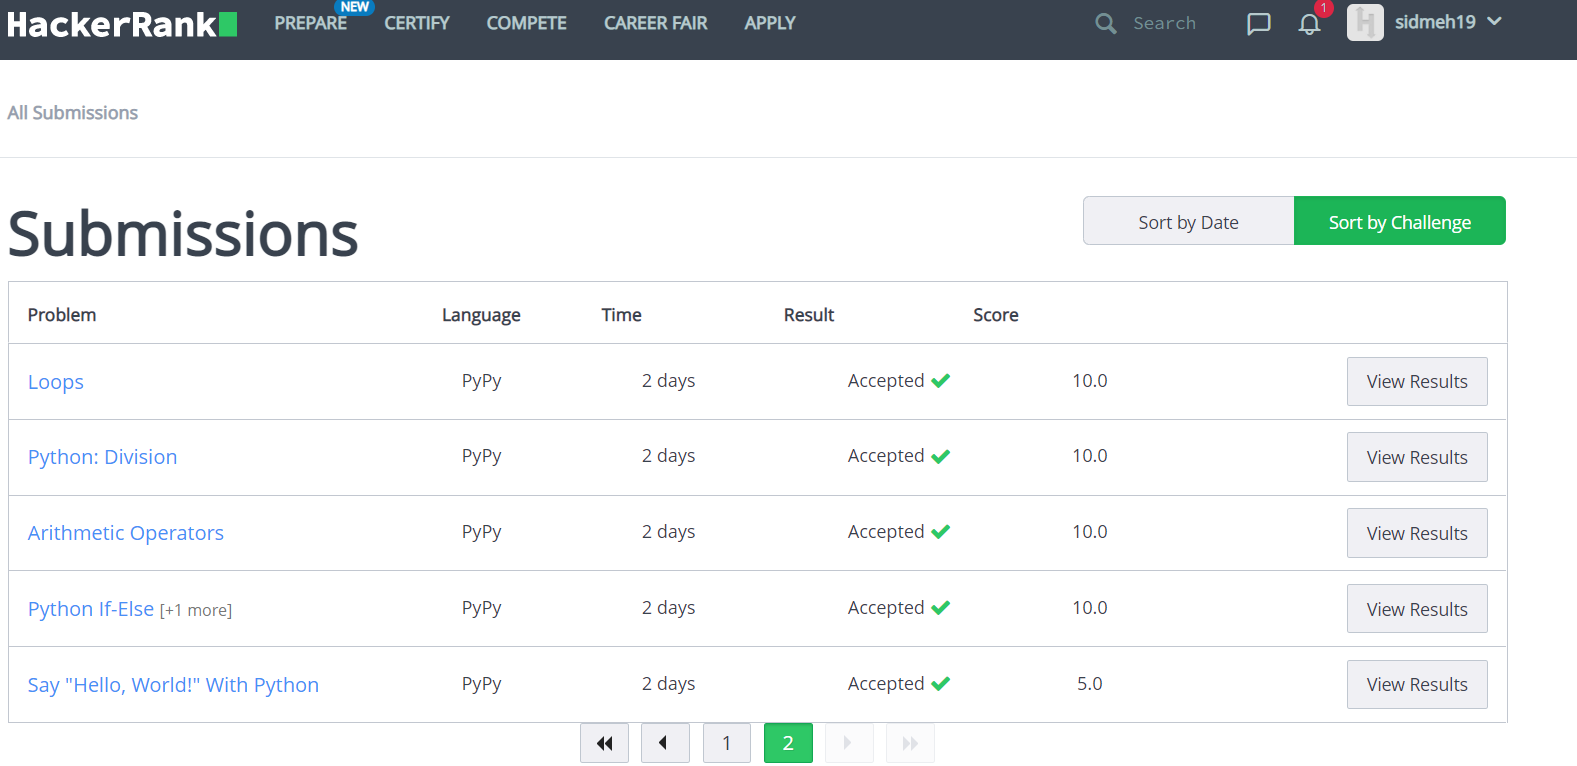 HackerRank PREPARE NEW CERTIFY COMPETE CAREER FAIR APPLY Search 1 sidmeh19
All Submissions
Submissions Sort by Date Sort by Challenge
Problem Language Time Result Score
Loops PyPy 2 days Accepted 10.0 View Results
Python: Division PyPy 2 days Accepted 10.0 View Results
Arithmetic Operators PyPy 2 days Accepted 10.0 View Results
Python If-Else [+1 more] PyPy 2 days Accepted 10.0 View Results
Say "Hello, World!" With Python PyPy 2 days Accepted 5.0 View Results
1 2